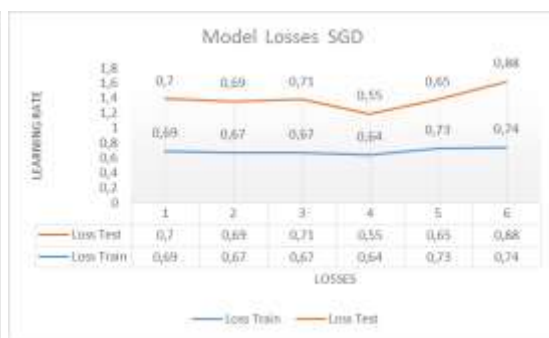 Model Losses SGD
LEARNING RATE
1,8
1,6
1,4
1,2
1
0,8
0,6
0,4
0,2
0
0,7 0,69 0,71 0,55 0,65 0,88
0,69 0,67 0,67 0,64 0,73 0,74
1 2 3 4 5 6
Loss Test 0,7 0,69 0,71 0,55 0,65 0,88
Loss Train 0,69 0,67 0,67 0,64 0,73 0,74
LOSSES
Loss Train Loss Test